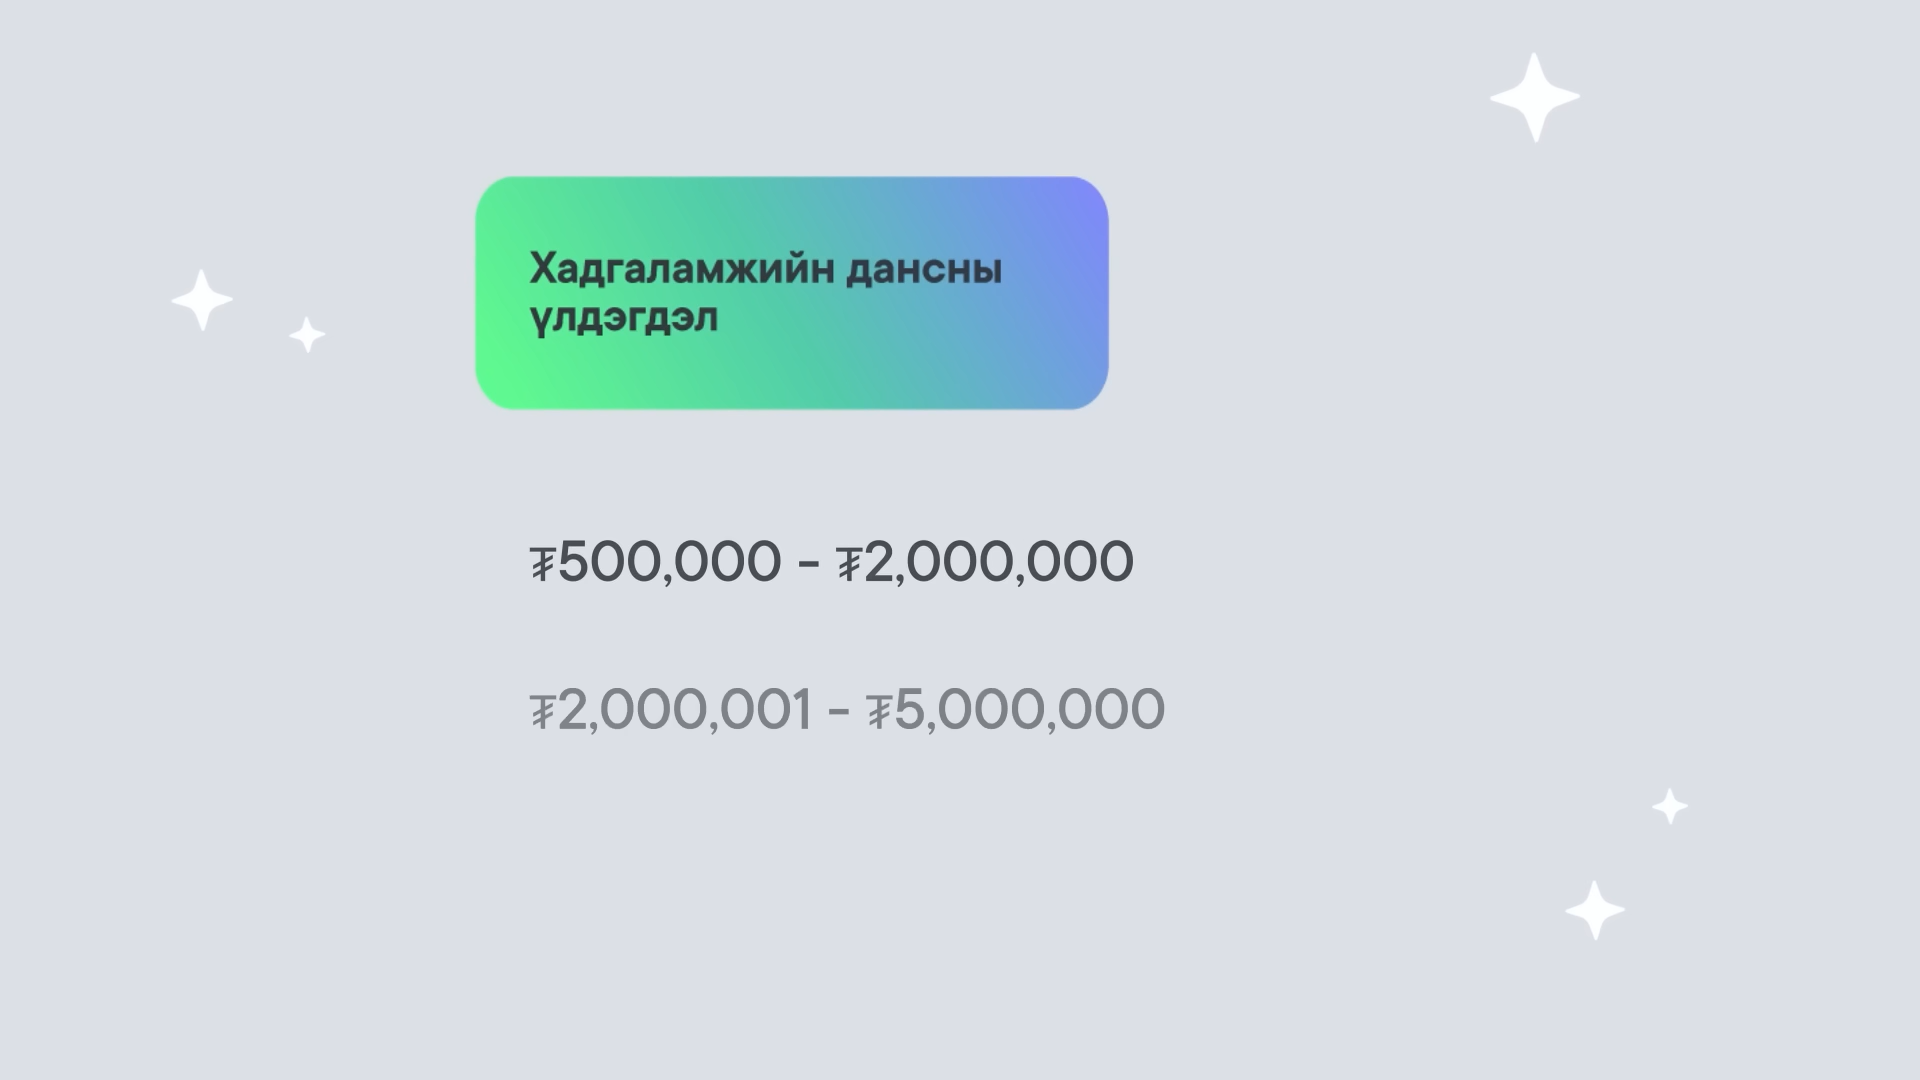 Хадгаламжийн дансны
үлдэгдэл
₮500,000 - ₮2,000,000
₮2,000,001 - ₮5,000,000